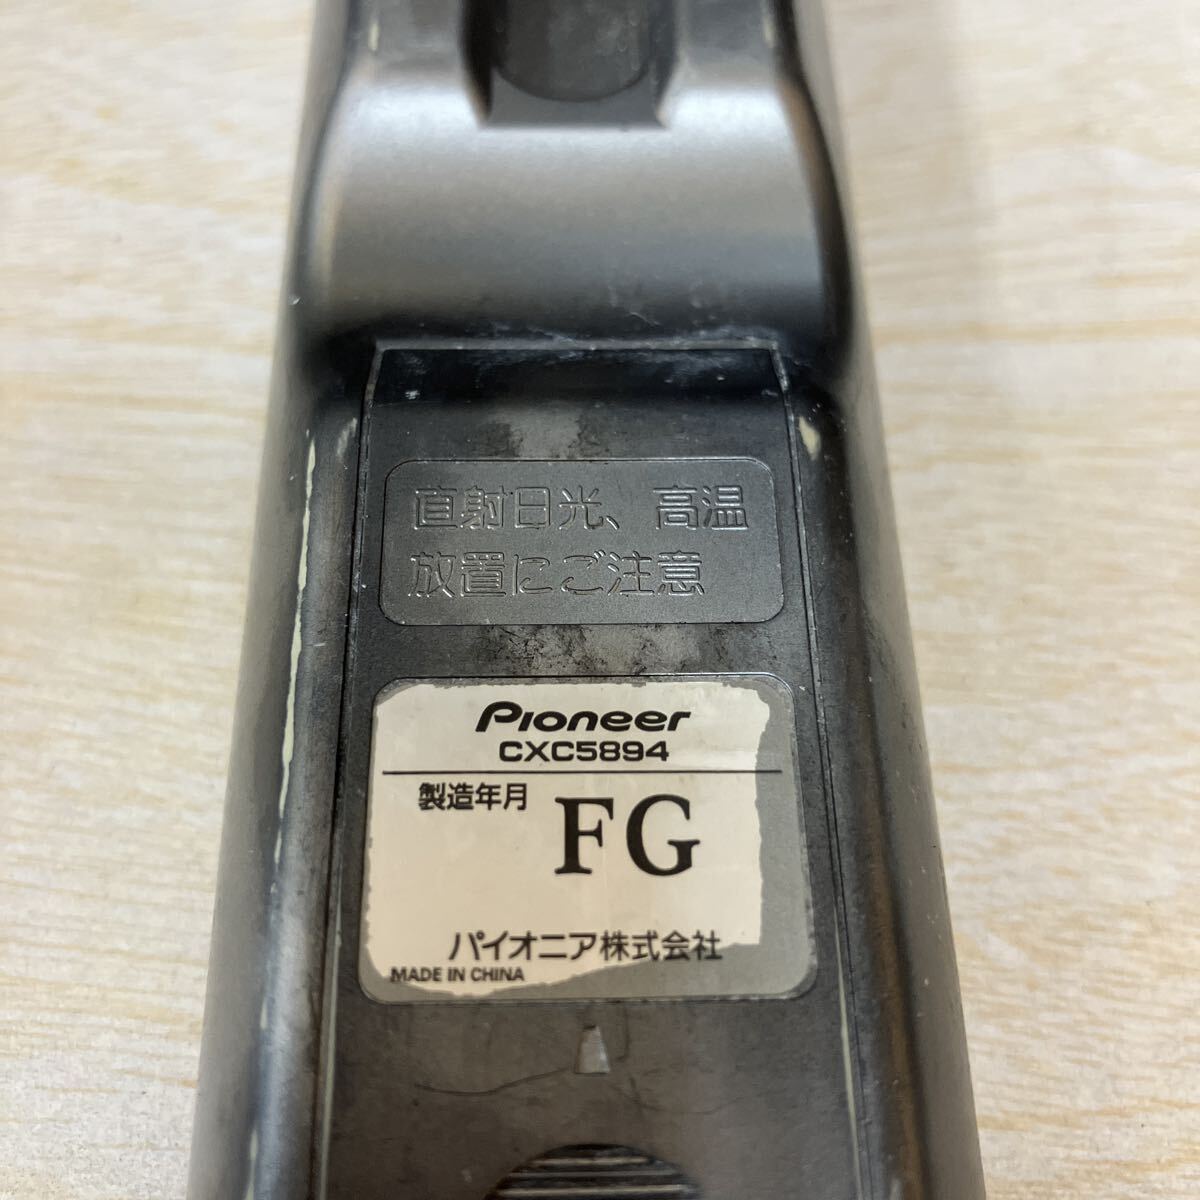 直射日光、高温
放置にご注意
Pioneer
CXC5894
製造年月 FG
パイオニア株式会社
MADE IN CHINA